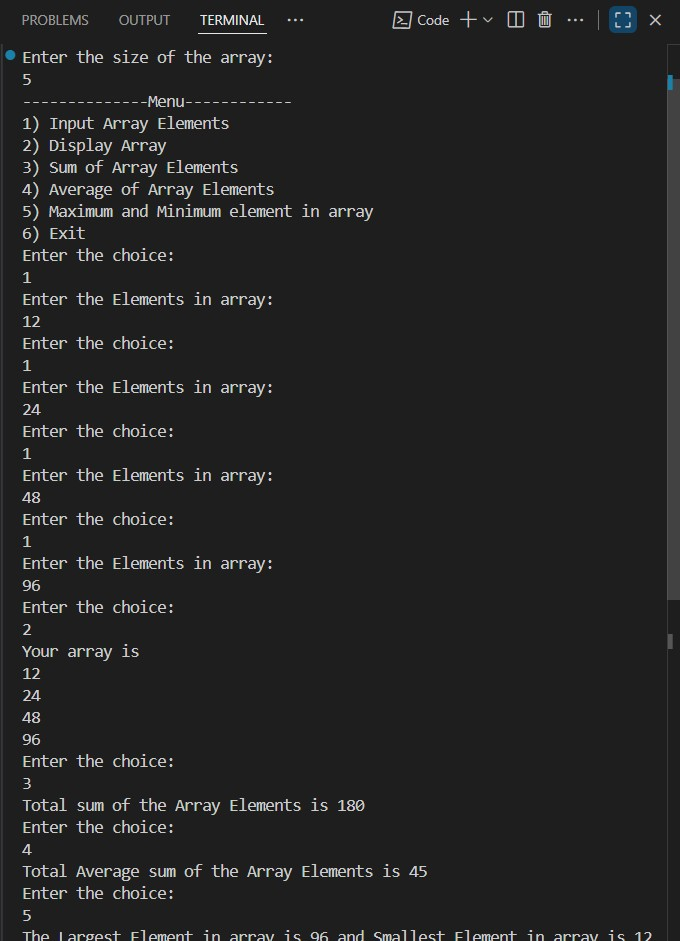 PROBLEMS OUTPUT TERMINAL ··· Code
Enter the size of the array:
5
--------------Menu------------
1) Input Array Elements
2) Display Array
3) Sum of Array Elements
4) Average of Array Elements
5) Maximum and Minimum element in array
6) Exit
Enter the choice:
1
Enter the Elements in array:
12
Enter the choice:
1
Enter the Elements in array:
24
Enter the choice:
1
Enter the Elements in array:
48
Enter the choice:
1
Enter the Elements in array:
96
Enter the choice:
2
Your array is
12
24
48
96
Enter the choice:
3
Total sum of the Array Elements is 180
Enter the choice:
4
Total Average sum of the Array Elements is 45
Enter the choice:
5
The Largest Element in array is 96 and Smallest Element in array is 12